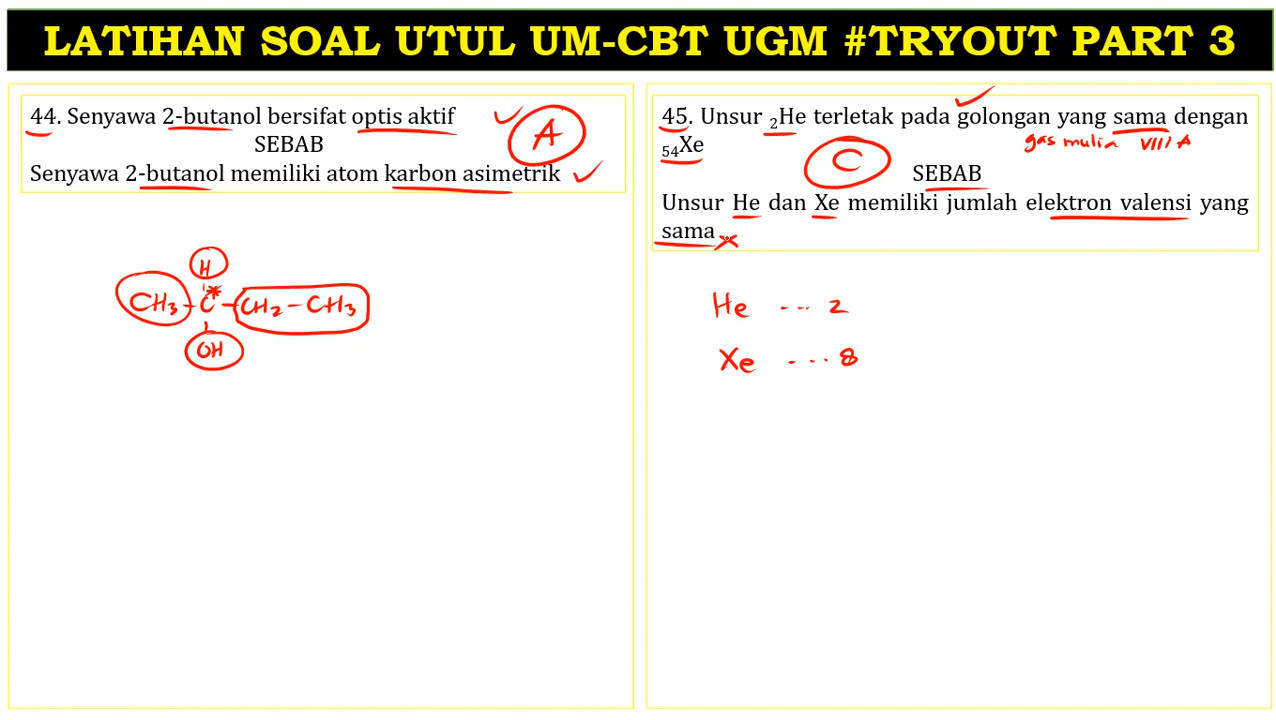 LATIHAN SOAL UTUL UM-CBT UGM #TRYOUT PART 3
44. Senyawa 2-butanol bersifat optis aktif
SEBAB
Senyawa 2-butanol memiliki atom karbon asimetrik
A
H
CH₃ - C* - CH₂ - CH₃
OH
45. Unsur ₂He terletak pada golongan yang sama dengan
₅₄Xe
gas mulia VIII A
C
SEBAB
Unsur He dan Xe memiliki jumlah elektron valensi yang
sama
He --- 2
Xe --- 8